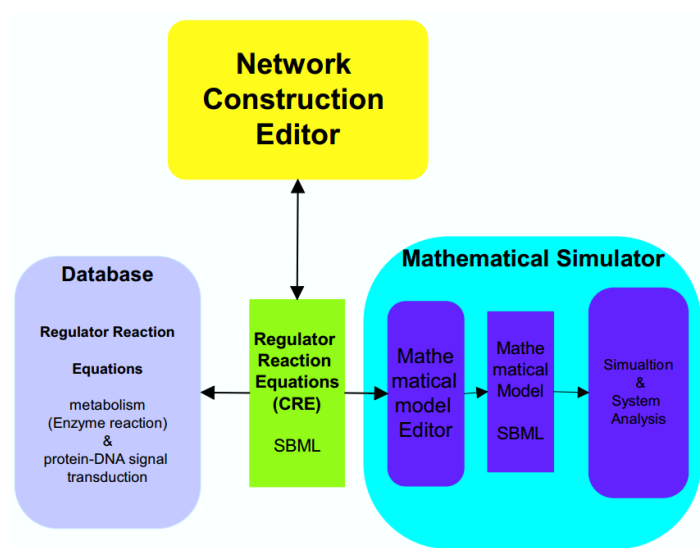 Network
Construction
Editor
Database
Regulator Reaction
Equations
metabolism
(Enzyme reaction)
&
protein-DNA signal
transduction
Regulator
Reaction
Equations
(CRE)
SBML
Mathematical Simulator
Mathe
matical
model
Editor
Mathe
matical
Model
SBML
Simualtion
&
System
Analysis